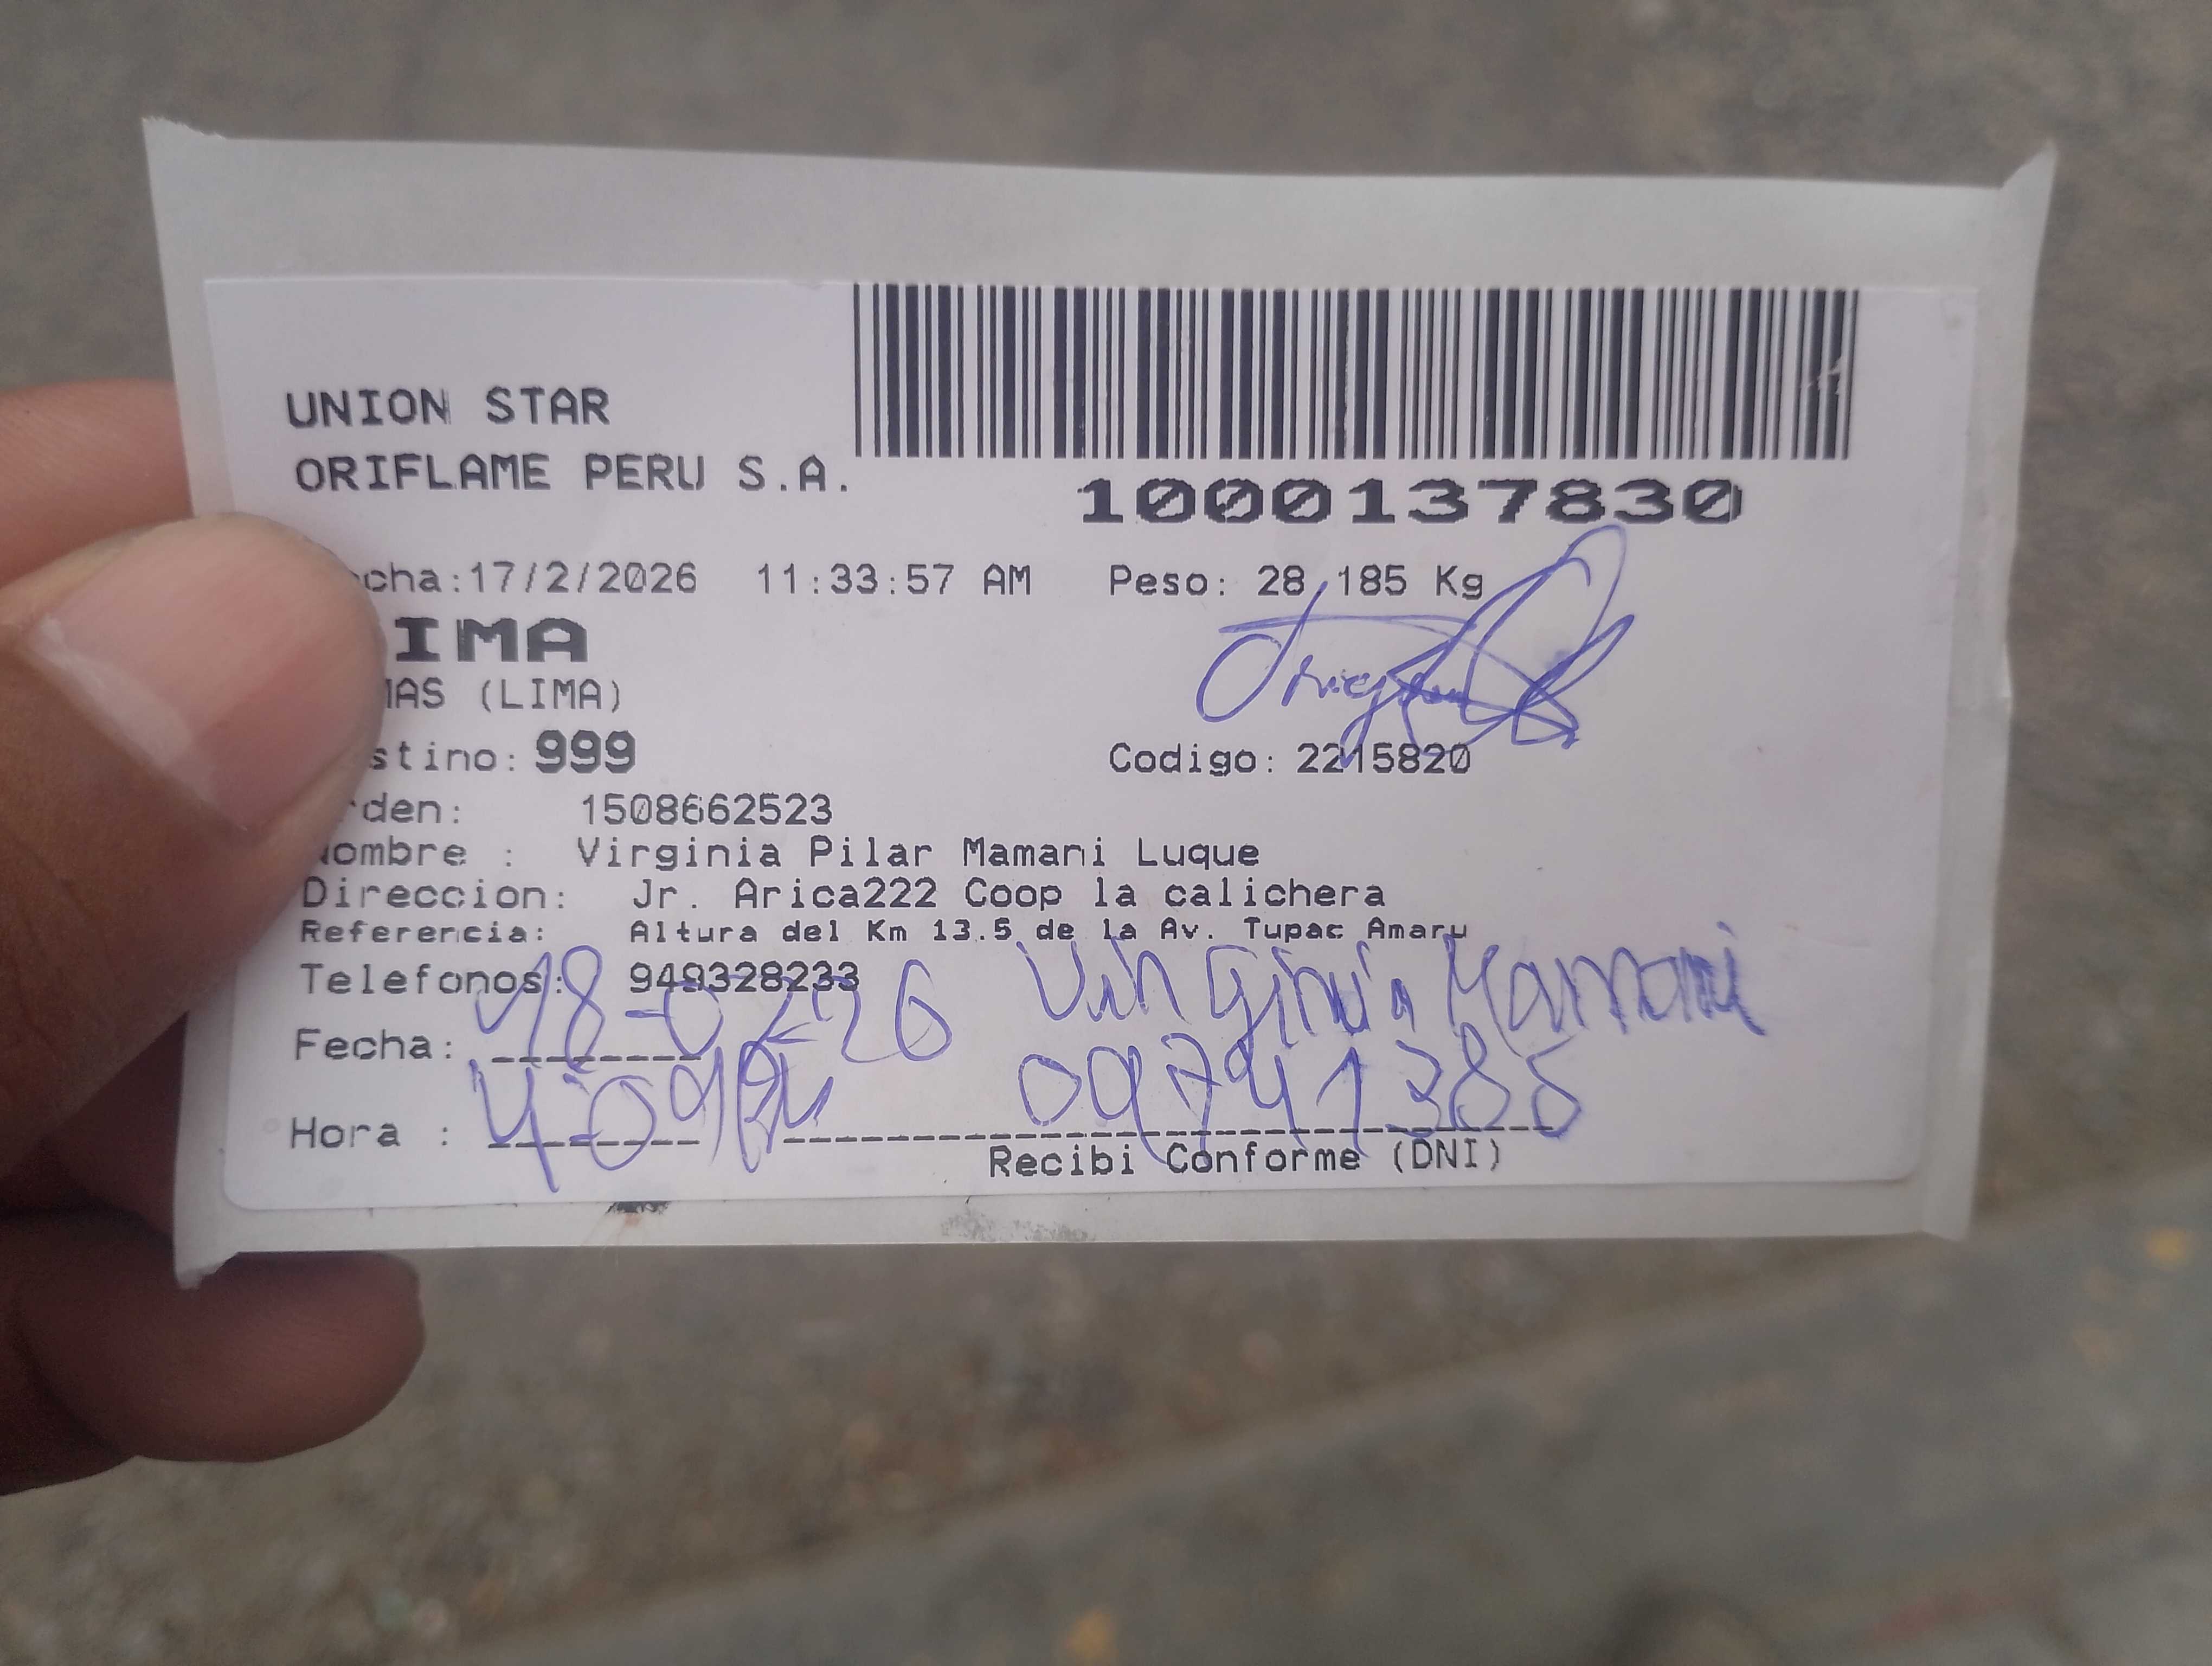 UNION STAR
ORIFLAME PERU S.A.
1000137830
cha:17/2/2026 11:33:57 AM Peso: 28,185 Kg
IMA
MAS (LIMA)
stino: 999 Codigo: 2215820
rden: 1508662523
Nombre : Virginia Pilar Mamani Luque
Direccion: Jr. Arica222 Coop la calichera
Referencia: Altura del Km 13.5 de la Av. Tupac Amaru
Telefonos: 949328233
Virginia Mamani
Fecha: 18-02-26
09741385
Hora :
Recibi Conforme (DNI)